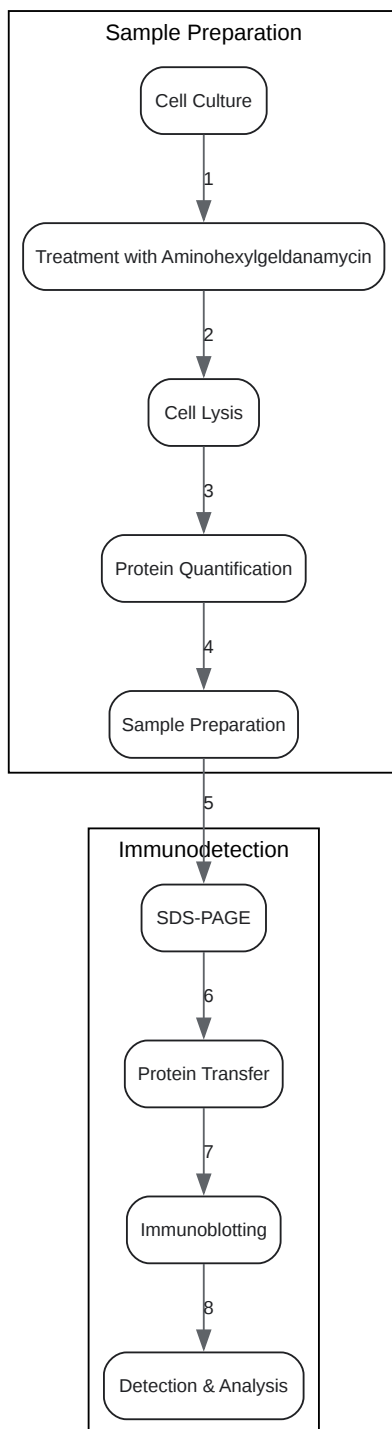 Sample Preparation
Cell Culture
1
Treatment with Aminohexylgeldanamycin
2
Cell Lysis
3
Protein Quantification
4
Sample Preparation
5
Immunodetection
SDS-PAGE
6
Protein Transfer
7
Immunoblotting
8
Detection & Analysis